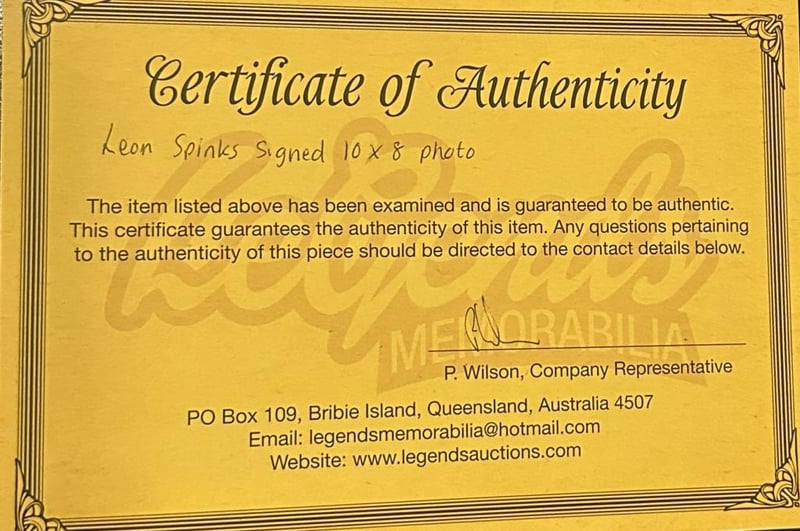 Certificate of Authenticity
Leon Spinks Signed 10 x 8 photo
The item listed above has been examined and is guaranteed to be authentic.
This certificate guarantees the authenticity of this item. Any questions pertaining
to the authenticity of this piece should be directed to the contact details below.
Legends
MEMORABILIA
P. Wilson, Company Representative
PO Box 109, Bribie Island, Queensland, Australia 4507
Email: legendsmemorabilia@hotmail.com
Website: www.legendsauctions.com